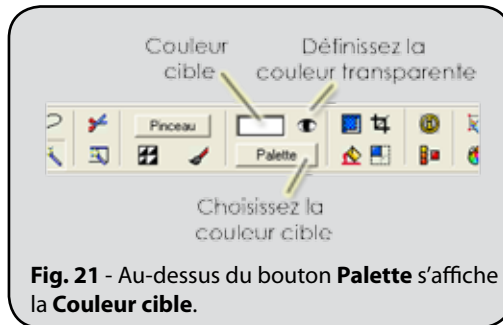 Couleur
cible
Définissez la
couleur transparente
Pinceau
Palette
Choisissez la
couleur cible
Fig. 21 - Au-dessus du bouton Palette s’affiche
la Couleur cible.